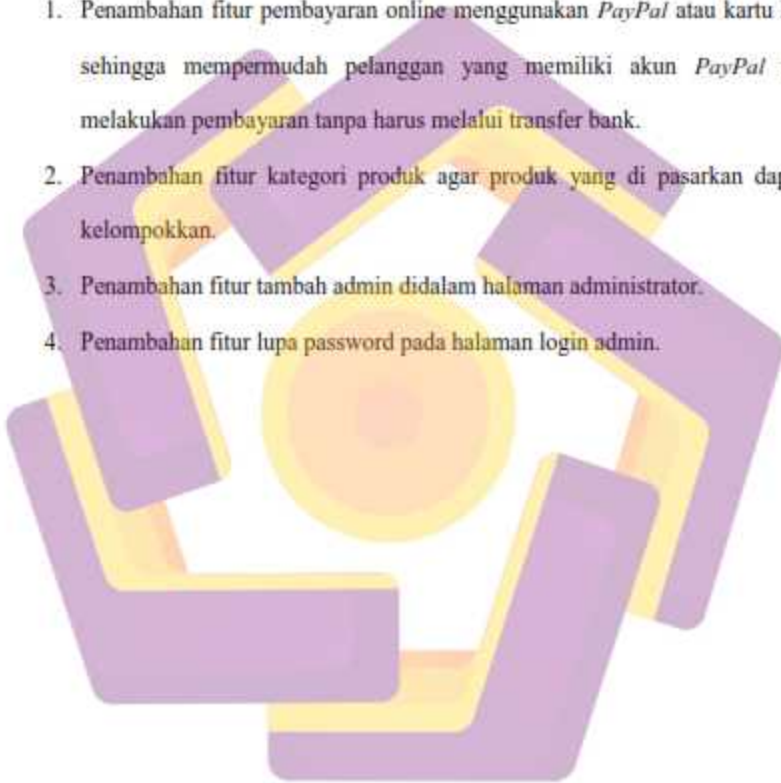 1. Penambahan fitur pembayaran online menggunakan PayPal atau kartu
sehingga mempermudah pelanggan yang memiliki akun PayPal
melakukan pembayaran tanpa harus melalui transfer bank.
2. Penambahan fitur kategori produk agar produk yang di pasarkan
kelompokkan.
3. Penambahan fitur tambah admin didalam halaman administrator.
4. Penambahan fitur lupa password pada halaman login admin.